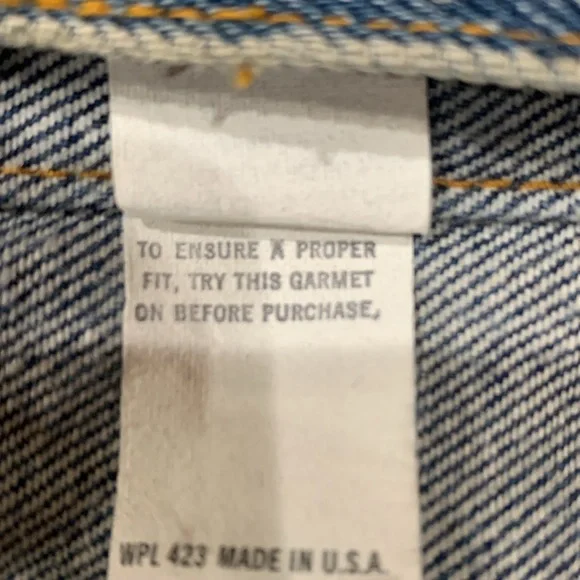 TO ENSURE A PROPER
FIT, TRY THIS GARMET
ON BEFORE PURCHASE.
WPL 423 MADE IN U.S.A.